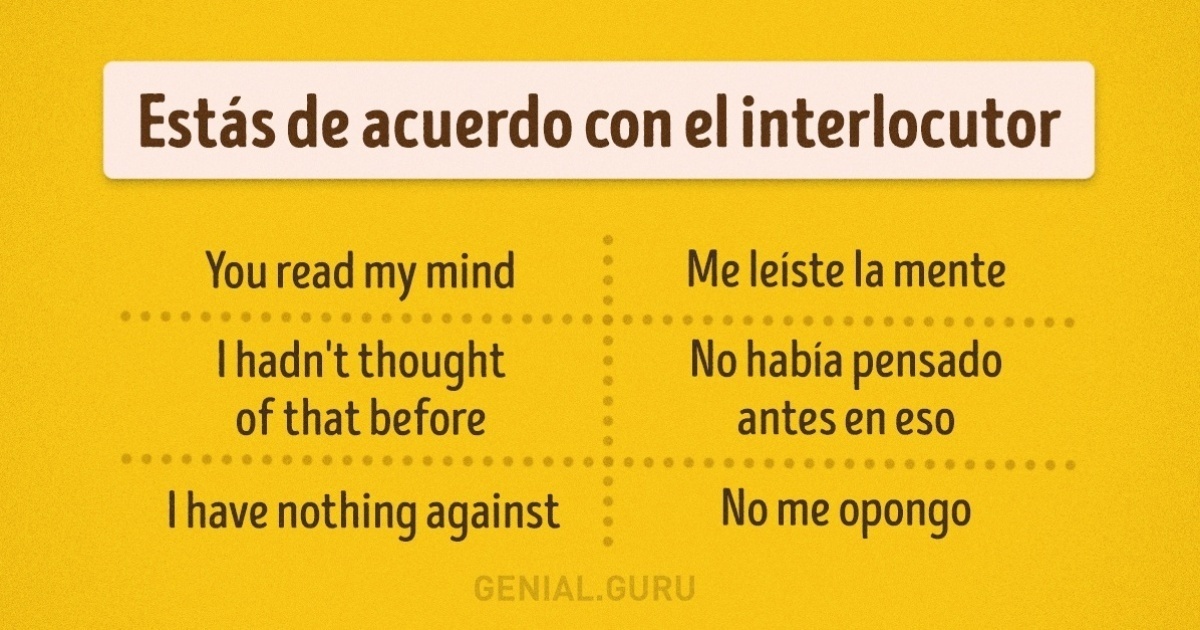 Estás de acuerdo con el interlocutor
You read my mind
Me leíste la mente
I hadn't thought
of that before
No había pensado
antes en eso
I have nothing against
No me opongo
GENIAL.GURU